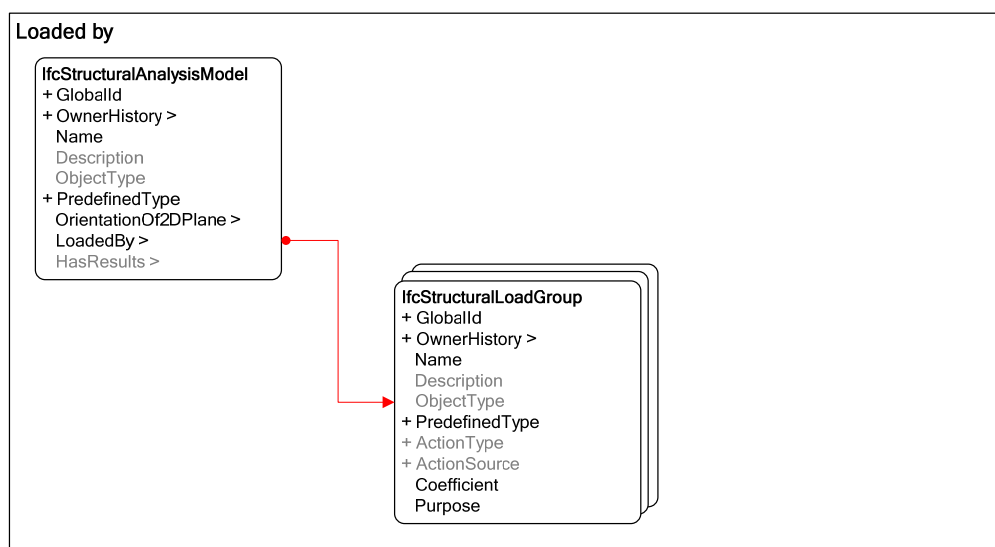 Loaded by
IfcStructuralAnalysisModel
+ GlobalId
+ OwnerHistory >
Name
Description
ObjectType
+ PredefinedType
OrientationOf2DPlane >
LoadedBy >
HasResults >
IfcStructuralLoadGroup
+ GlobalId
+ OwnerHistory >
Name
Description
ObjectType
+ PredefinedType
+ ActionType
+ ActionSource
Coefficient
Purpose